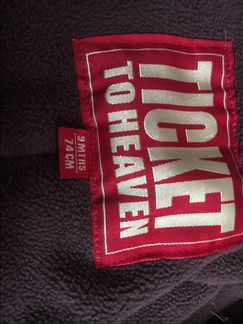 TICKET
TO HEAVEN
9 MTHS
74 CM